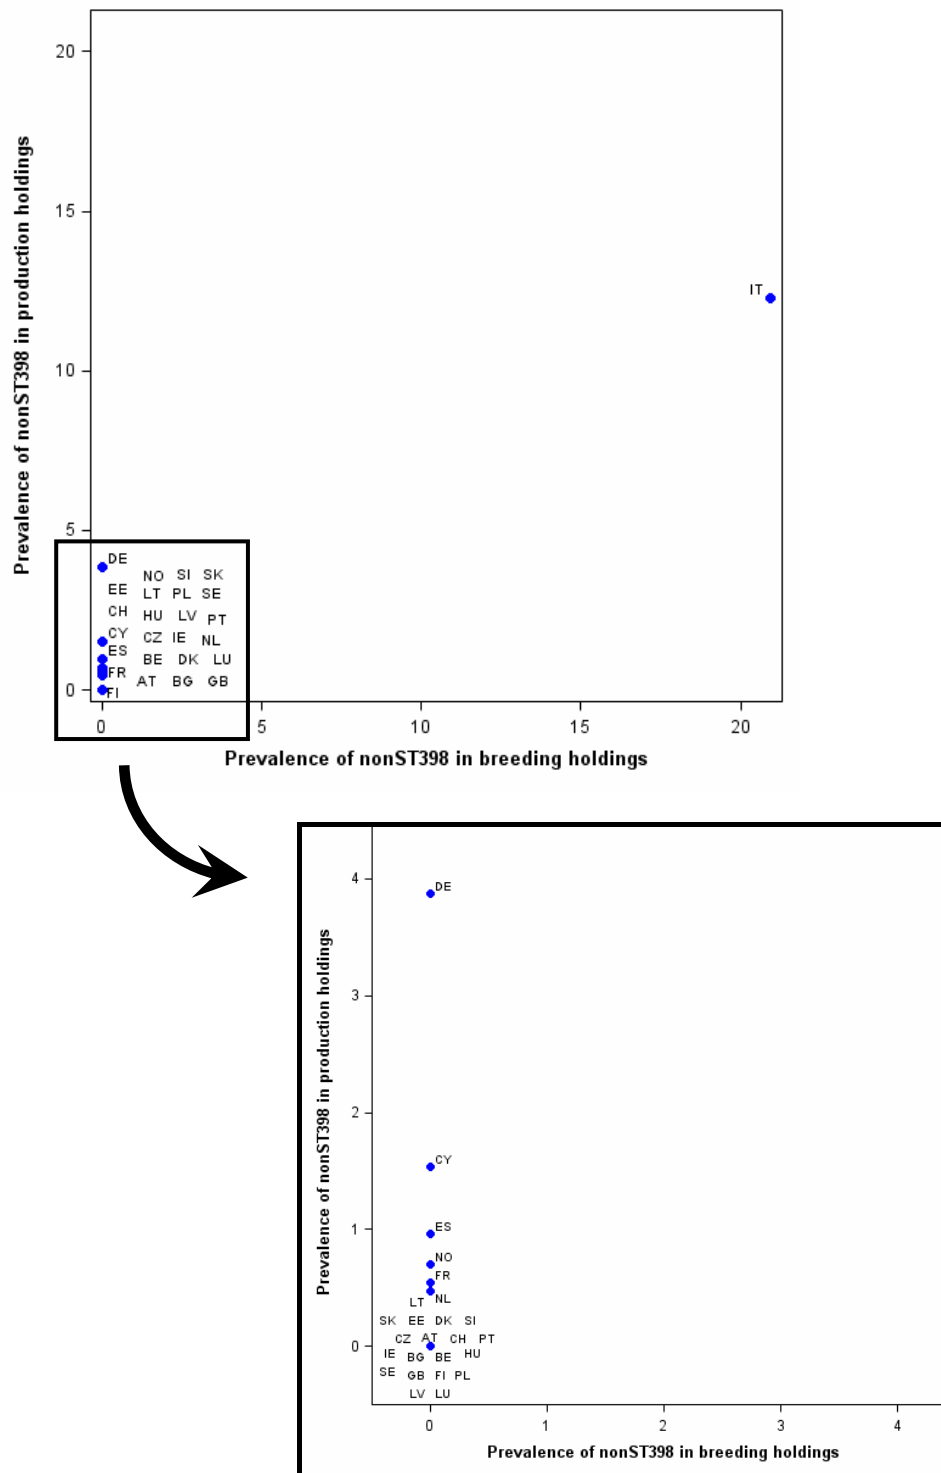 20
15
IT
10
5
DE
NO SI SK
EE LT PL SE
CH HU LV PT
CY CZ IE NL
ES BE DK LU
FR AT BG GB
FI
0
0 5 10 15 20
Prevalence of nonST398 in production holdings
Prevalence of nonST398 in breeding holdings
4 DE
3
2
CY
1 ES
NO
FR
NL
LT
SK EE DK SI
0 CZ AT CH PT
IE BG BE HU
SE GB FI PL
LV LU
0 1 2 3 4
Prevalence of nonST398 in production holdings
Prevalence of nonST398 in breeding holdings